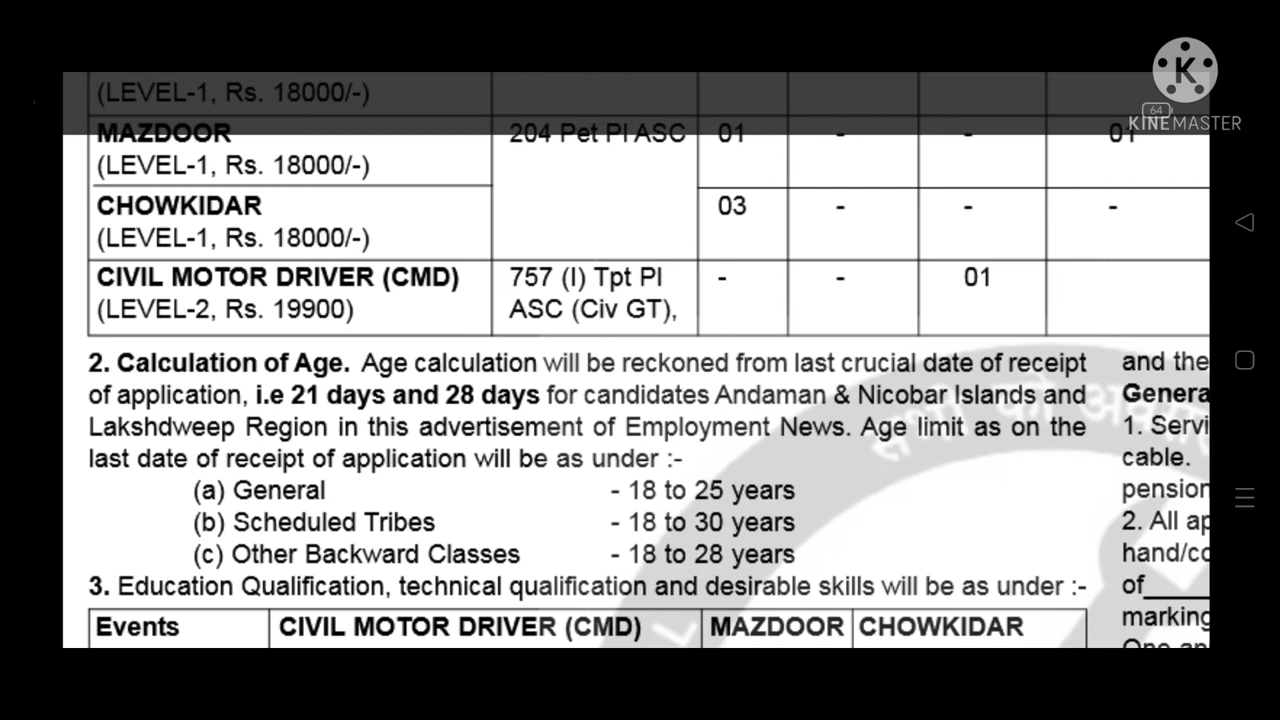 (LEVEL-1, Rs. 18000/-)
MAZDOOR 204 Pet Pl ASC 01 - - 01
(LEVEL-1, Rs. 18000/-)
CHOWKIDAR 03 - - -
(LEVEL-1, Rs. 18000/-)
CIVIL MOTOR DRIVER (CMD) 757 (I) Tpt Pl - - 01
(LEVEL-2, Rs. 19900) ASC (Civ GT),
2. Calculation of Age. Age calculation will be reckoned from last crucial date of receipt
of application, i.e 21 days and 28 days for candidates Andaman & Nicobar Islands and
Lakshdweep Region in this advertisement of Employment News. Age limit as on the
last date of receipt of application will be as under :-
(a) General - 18 to 25 years
(b) Scheduled Tribes - 18 to 30 years
(c) Other Backward Classes - 18 to 28 years
3. Education Qualification, technical qualification and desirable skills will be as under :-
Events CIVIL MOTOR DRIVER (CMD) MAZDOOR CHOWKIDAR
and the
Genera
1. Servi
cable.
pension
2. All ap
hand/co
of
marking
K
64
KINEMASTER